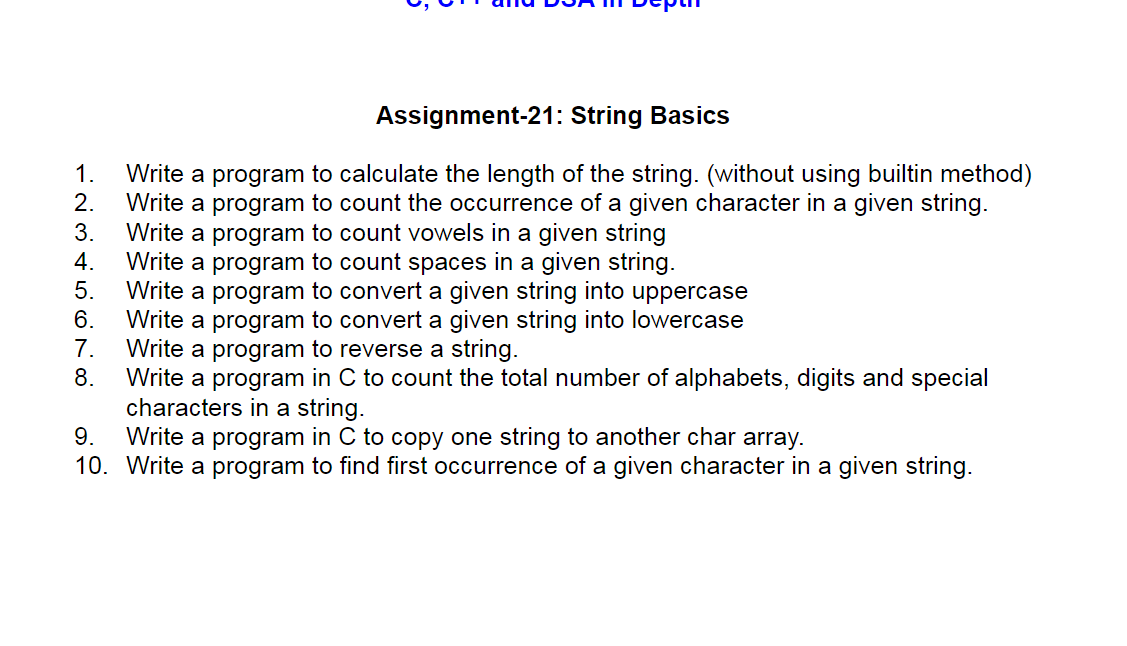 C, C++ and DSA in Depth
Assignment-21: String Basics
1. Write a program to calculate the length of the string. (without using builtin method)
2. Write a program to count the occurrence of a given character in a given string.
3. Write a program to count vowels in a given string
4. Write a program to count spaces in a given string.
5. Write a program to convert a given string into uppercase
6. Write a program to convert a given string into lowercase
7. Write a program to reverse a string.
8. Write a program in C to count the total number of alphabets, digits and special
characters in a string.
9. Write a program in C to copy one string to another char array.
10. Write a program to find first occurrence of a given character in a given string.